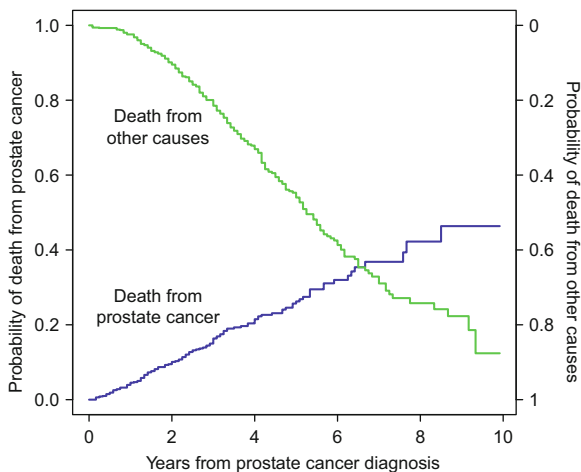 Probability of death from prostate cancer
1.0
0.8
0.6
0.4
0.2
0.0
Death from
other causes
Death from
prostate cancer
0
0.2
0.4
0.6
0.8
1
Probability of death from other causes
0 2 4 6 8 10
Years from prostate cancer diagnosis